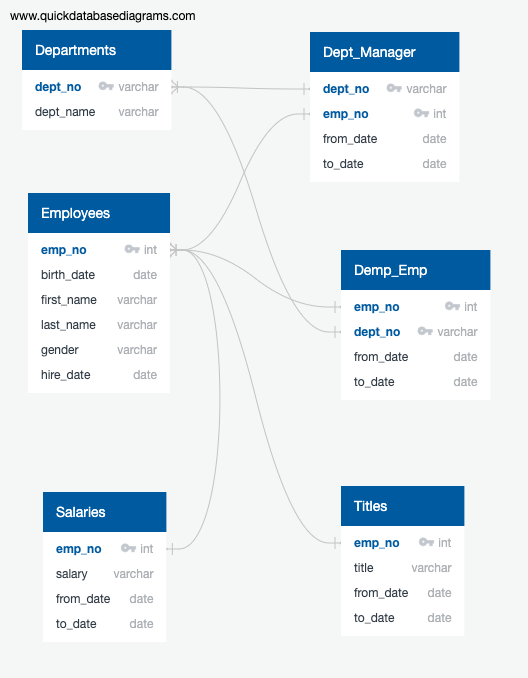 www.quickdatabasediagrams.com
Departments
dept_no varchar
dept_name varchar
Dept_Manager
dept_no varchar
emp_no int
from_date date
to_date date
Employees
emp_no int
birth_date date
first_name varchar
last_name varchar
gender varchar
hire_date date
Demp_Emp
emp_no int
dept_no varchar
from_date date
to_date date
Salaries
emp_no int
salary varchar
from_date date
to_date date
Titles
emp_no int
title varchar
from_date date
to_date date